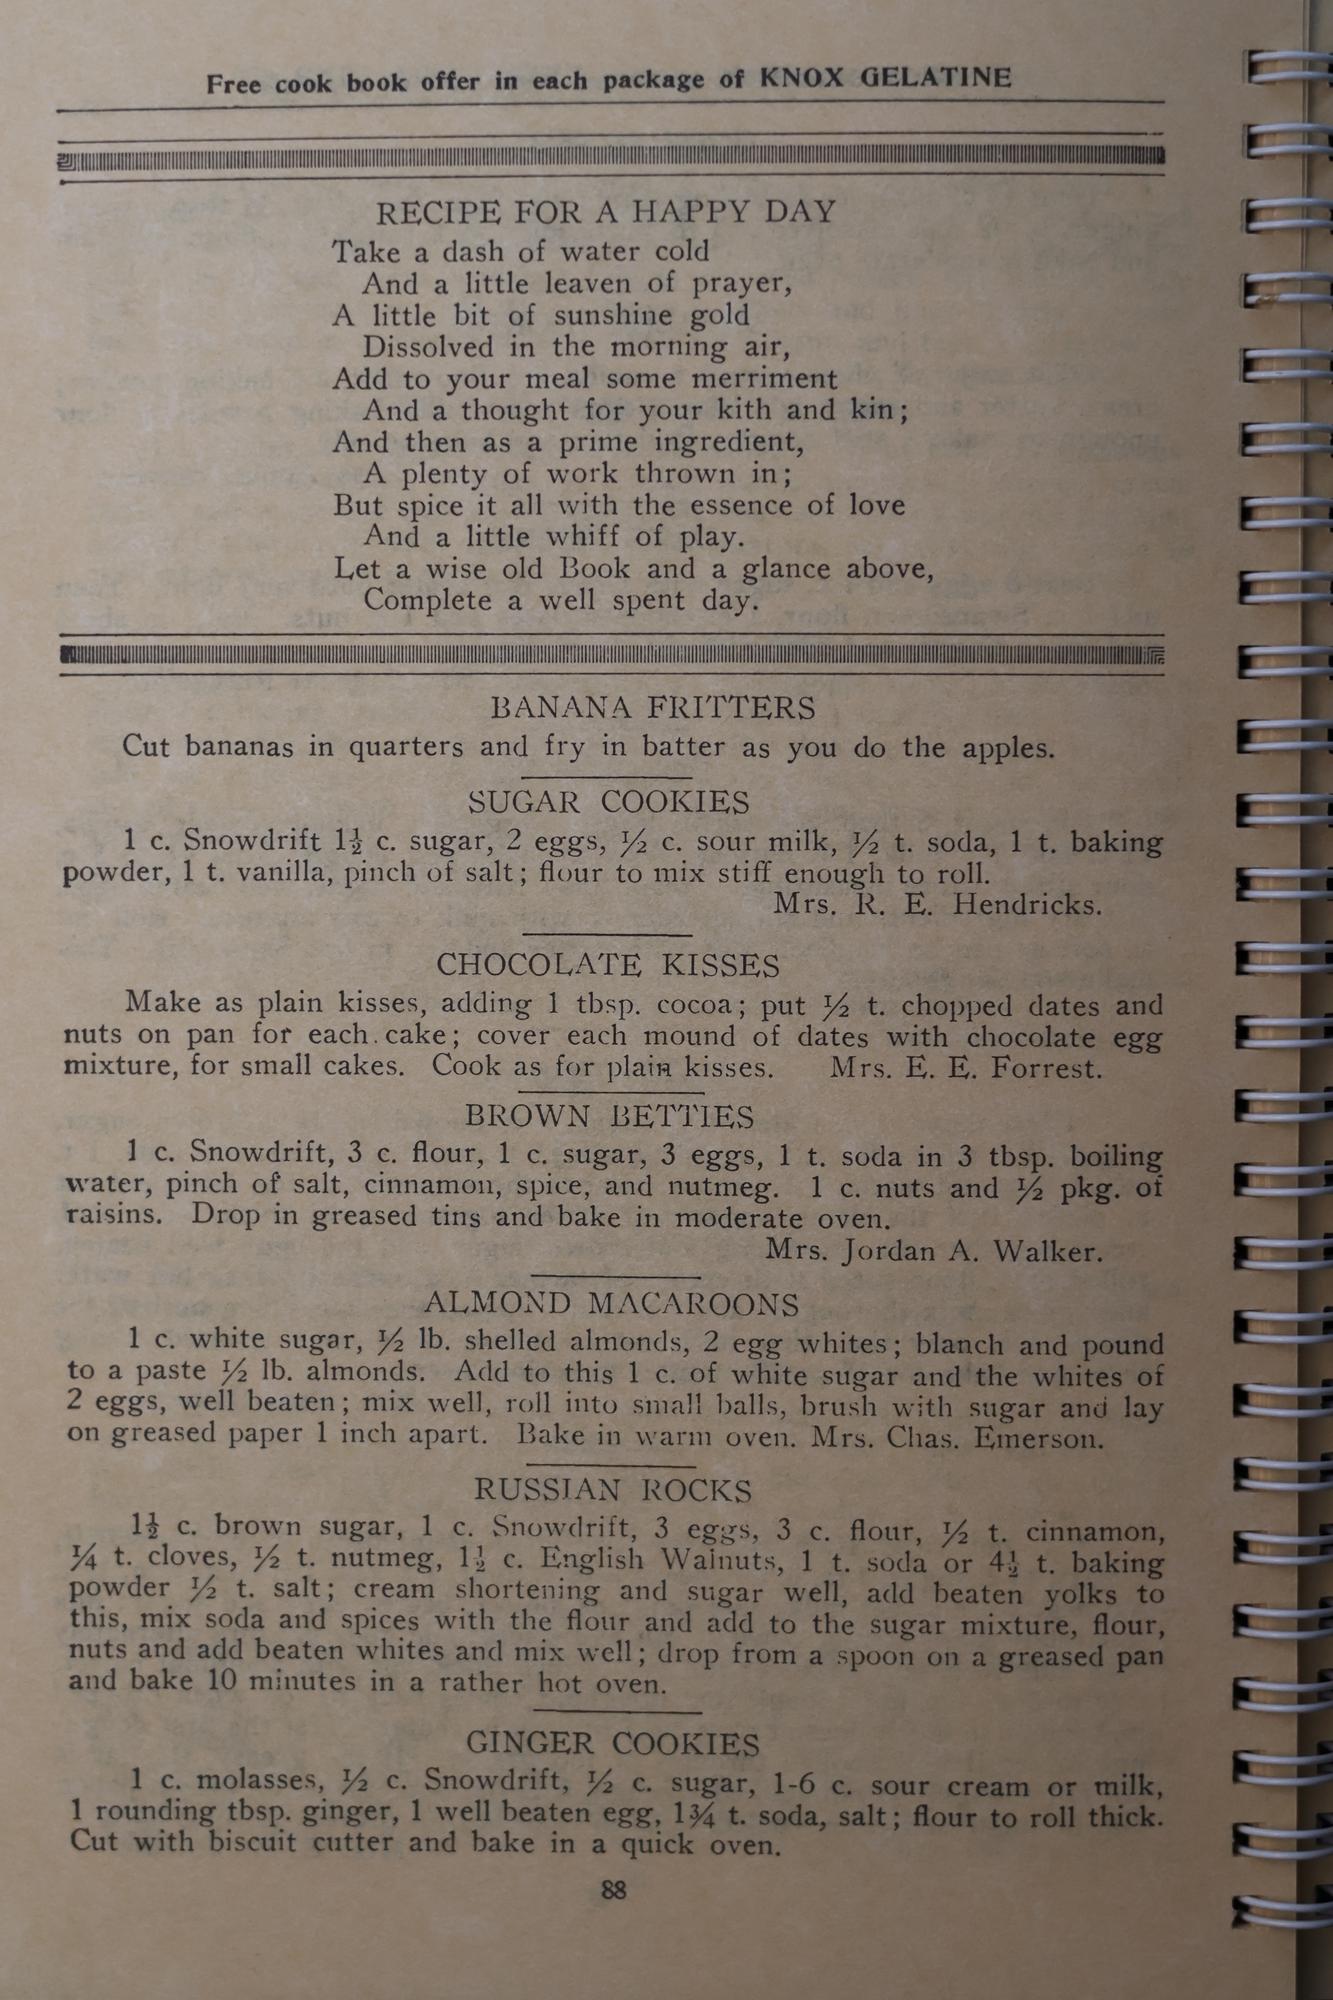 Free cook book offer in each package of KNOX GELATINE
RECIPE FOR A HAPPY DAY
Take a dash of water cold
And a little leaven of prayer,
A little bit of sunshine gold
Dissolved in the morning air,
Add to your meal some merriment
And a thought for your kith and kin;
And then as a prime ingredient,
A plenty of work thrown in;
But spice it all with the essence of love
And a little whiff of play.
Let a wise old Book and a glance above,
Complete a well spent day.
BANANA FRITTERS
Cut bananas in quarters and fry in batter as you do the apples.
SUGAR COOKIES
1 c. Snowdrift 1½ c. sugar, 2 eggs, ½ c. sour milk, ½ t. soda, 1 t. baking
powder, 1 t. vanilla, pinch of salt; flour to mix stiff enough to roll.
Mrs. R. E. Hendricks.
CHOCOLATE KISSES
Make as plain kisses, adding 1 tbsp. cocoa; put ½ t. chopped dates and
nuts on pan for each cake; cover each mound of dates with chocolate egg
mixture, for small cakes. Cook as for plain kisses. Mrs. E. E. Forrest.
BROWN BETTIES
1 c. Snowdrift, 3 c. flour, 1 c. sugar, 3 eggs, 1 t. soda in 3 tbsp. boiling
water, pinch of salt, cinnamon, spice, and nutmeg. 1 c. nuts and ½ pkg. of
raisins. Drop in greased tins and bake in moderate oven.
Mrs. Jordan A. Walker.
ALMOND MACAROONS
1 c. white sugar, ½ lb. shelled almonds, 2 egg whites; blanch and pound
to a paste ½ lb. almonds. Add to this 1 c. of white sugar and the whites of
2 eggs, well beaten; mix well, roll into small balls, brush with sugar and lay
on greased paper 1 inch apart. Bake in warm oven. Mrs. Chas. Emerson.
RUSSIAN ROCKS
1½ c. brown sugar, 1 c. Snowdrift, 3 eggs, 3 c. flour, ½ t. cinnamon,
¼ t. cloves, ½ t. nutmeg, 1½ c. English Walnuts, 1 t. soda or 4½ t. baking
powder ½ t. salt; cream shortening and sugar well, add beaten yolks to
this, mix soda and spices with the flour and add to the sugar mixture, flour,
nuts and add beaten whites and mix well; drop from a spoon on a greased pan
and bake 10 minutes in a rather hot oven.
GINGER COOKIES
1 c. molasses, ½ c. Snowdrift, ½ c. sugar, 1-6 c. sour cream or milk,
1 rounding tbsp. ginger, 1 well beaten egg, 1¾ t. soda, salt; flour to roll thick.
Cut with biscuit cutter and bake in a quick oven.
88